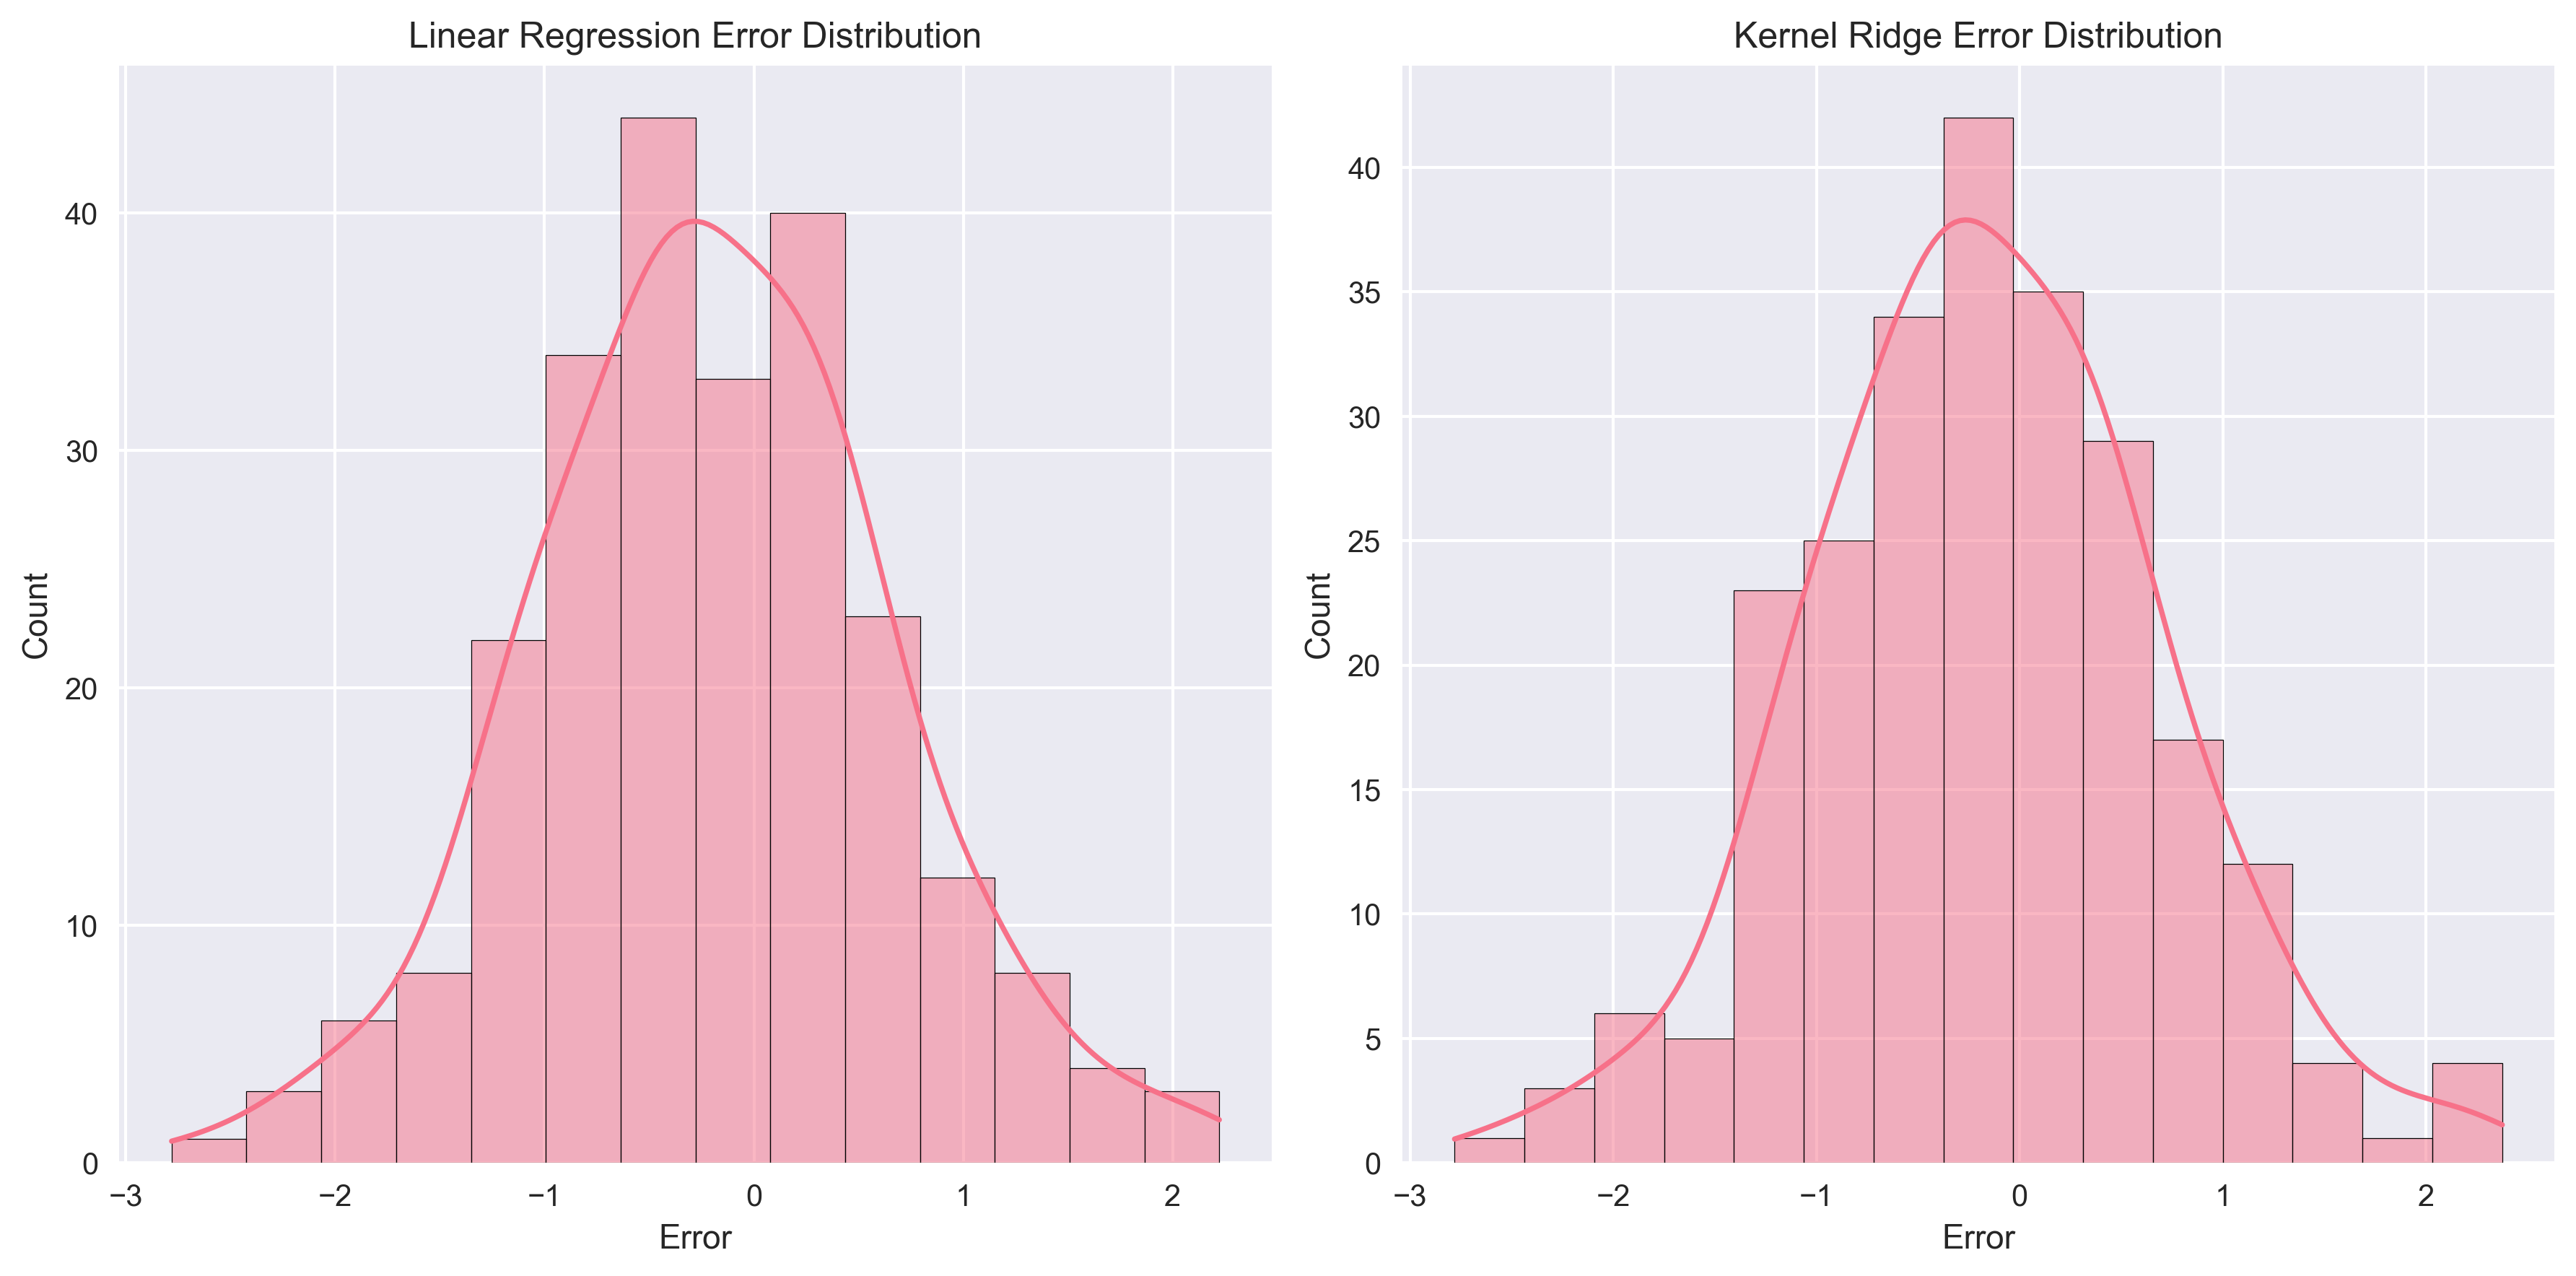 Linear Regression Error Distribution
Count
40
30
20
10
0
−3 −2 −1 0 1 2
Error
Kernel Ridge Error Distribution
Count
40
35
30
25
20
15
10
5
0
−3 −2 −1 0 1 2
Error